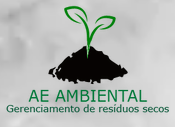 AE AMBIENTAL
Gerenciamento de resíduos secos